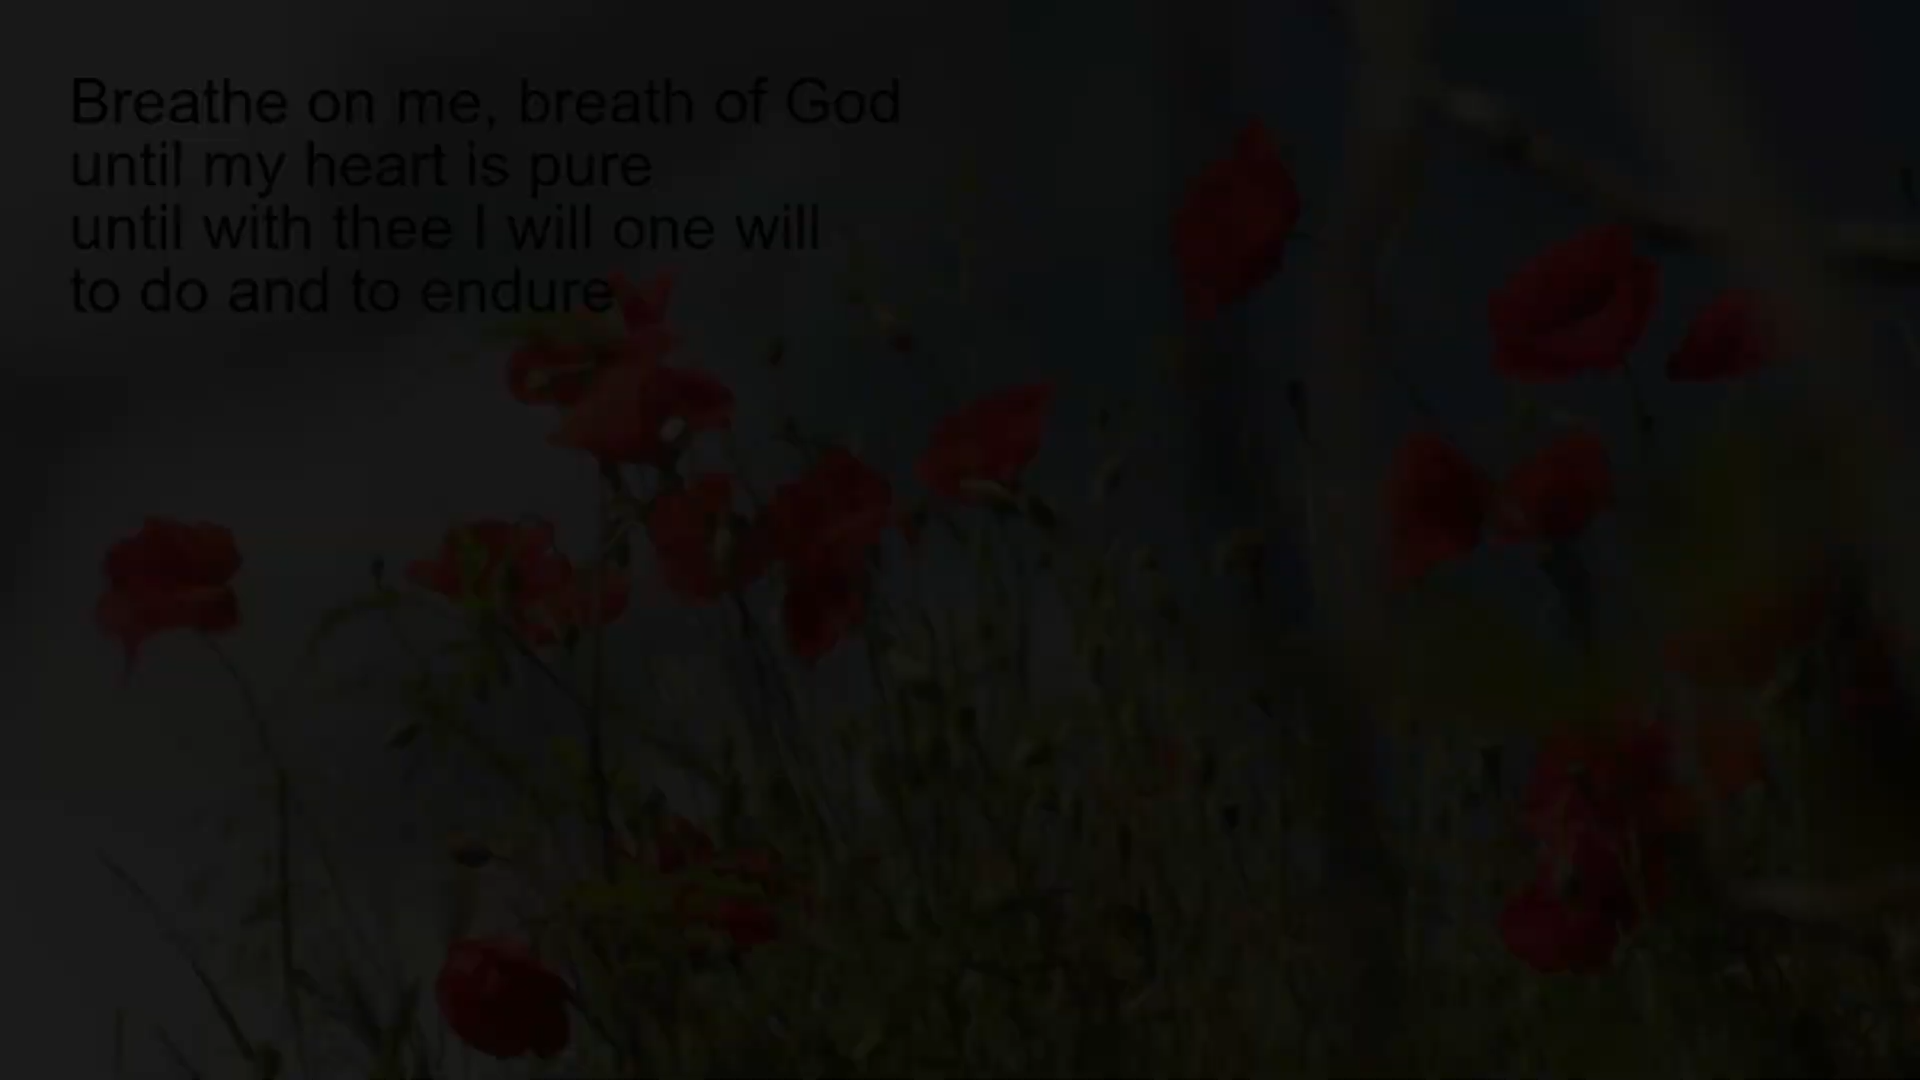 Breathe on me, breath of God
until my heart is pure
until with thee I will one will
to do and to endure